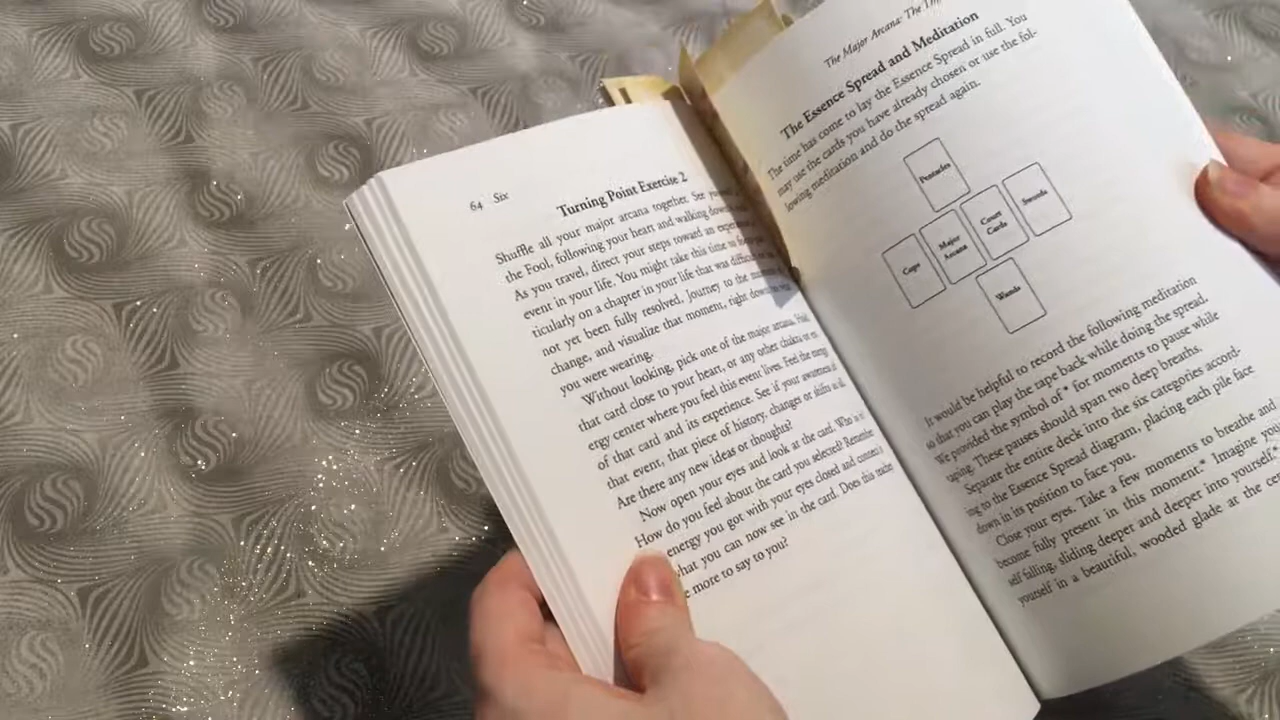 64 Six
Turning Point Exercise 2
Shuffle all your major arcana together. See
the Fool, following your heart and walking down
As you travel, direct your steps toward an
event in your life. You might take this time to
ticularly on a chapter in your life that was difficult
not yet been fully resolved. Journey to the
change, and visualize that moment, right down to
you were wearing.
Without looking, pick one of the major arcana. Hold
that card close to your heart, or any other chakra or en-
ergy center where you feel this event lives. Feel the energy
of that card and its experience. See if your awareness of
that event, that piece of history, changes or shifts at all.
Are there any new ideas or thoughts?
Now open your eyes and look at the card. Who is it?
How do you feel about the card you selected? Remember
energy you got with your eyes closed and connect
what you can now see in the card. Does this
more to say to you?
The Major Arcana: The
The Essence Spread and Meditation
The time has come to lay the Essence Spread in full. You
may use the cards you have already chosen or use the fol-
lowing meditation and do the spread again.
Pentacles
Cups
Major
Arcana
Court
Cards
Swords
Wands
It would be helpful to record the following meditation
so that you can play the tape back while doing the spread.
We provided the symbol of * for moments to pause while
taping. These pauses should span two deep breaths.
Separate the entire deck into the six categories accord-
ing to the Essence Spread diagram, placing each pile face
down in its position to face you.
Close your eyes. Take a few moments to breathe and
become fully present in this moment.* Imagine
self falling, sliding deeper and deeper into yourself.*
yourself in a beautiful, wooded glade at the